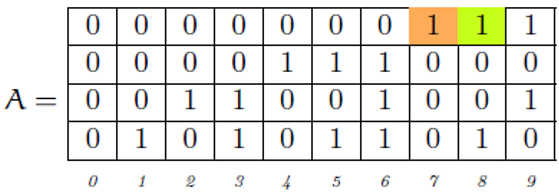 0 0 0 0 0 0 0 1 1 1
0 0 0 0 1 1 1 0 0 0
A = 0 0 1 1 0 0 1 0 0 1
0 1 0 1 0 1 1 0 1 0
0 1 2 3 4 5 6 7 8 9